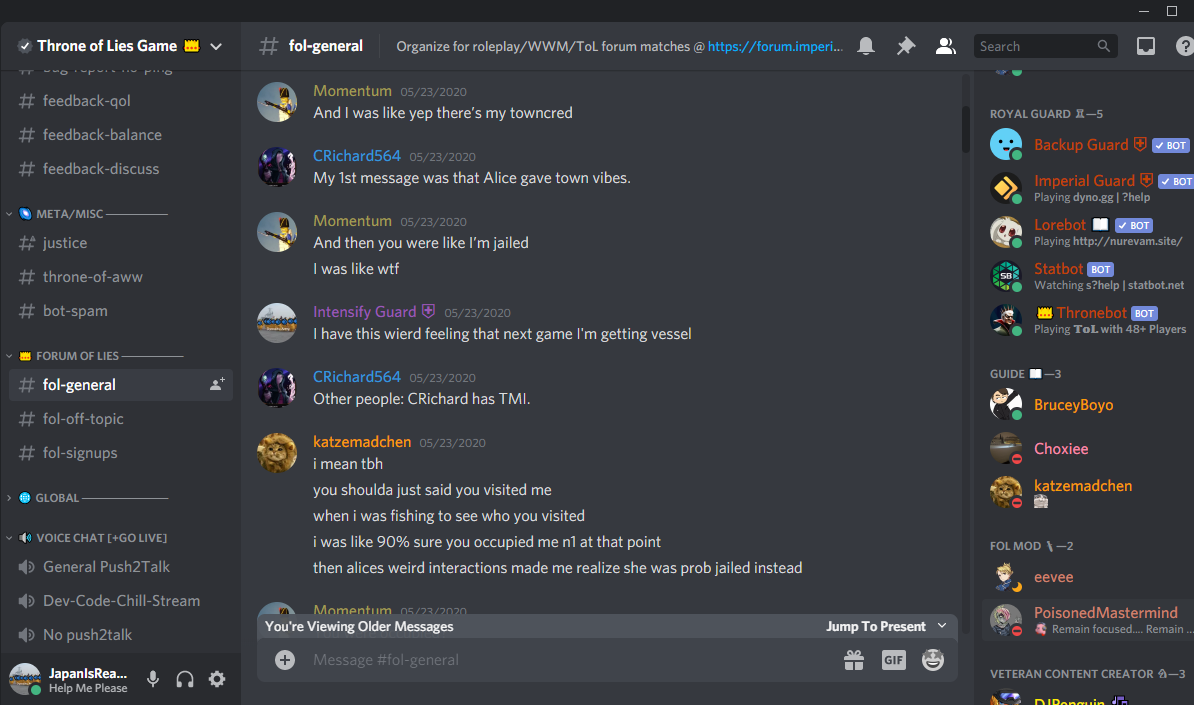 Throne of Lies Game
# fol-general
Organize for roleplay/WWM/ToL forum matches @ https://forum.imperi...
Search
bug-report-no-ping
# feedback-qol
# feedback-balance
# feedback-discuss
META/MISC
# justice
# throne-of-aww
# bot-spam
FORUM OF LIES
# fol-general
# fol-off-topic
# fol-signups
GLOBAL
VOICE CHAT [+GO LIVE]
General Push2Talk
Dev-Code-Chill-Stream
No push2talk
JapanIsRea...
Help Me Please
Momentum 05/23/2020
And I was like yep there's my towncred
CRichard564 05/23/2020
My 1st message was that Alice gave town vibes.
Momentum 05/23/2020
And then you were like I'm jailed
I was like wtf
Intensify Guard 05/23/2020
I have this wierd feeling that next game I'm getting vessel
CRichard564 05/23/2020
Other people: CRichard has TMI.
katzemadchen 05/23/2020
i mean tbh
you shoulda just said you visited me
when i was fishing to see who you visited
i was like 90% sure you occupied me n1 at that point
then alices weird interactions made me realize she was prob jailed instead
Momentum 05/23/2020
You're Viewing Older Messages
Jump To Present
Message #fol-general
GIF
ROYAL GUARD ♖—5
Backup Guard ✓ BOT
Imperial Guard ✓ BOT
Playing dyno.gg | ?help
Lorebot ✓ BOT
Playing http://nurevam.site/
Statbot BOT
Watching s?help | statbot.net
Thronebot BOT
Playing 𝐓𝐨𝐋 with 48+ Players
GUIDE —3
BruceyBoyo
Choxiee
katzemadchen
FOL MOD —2
eevee
PoisonedMastermind
Remain focused.... Remain ...
VETERAN CONTENT CREATOR —3
DJPenguin